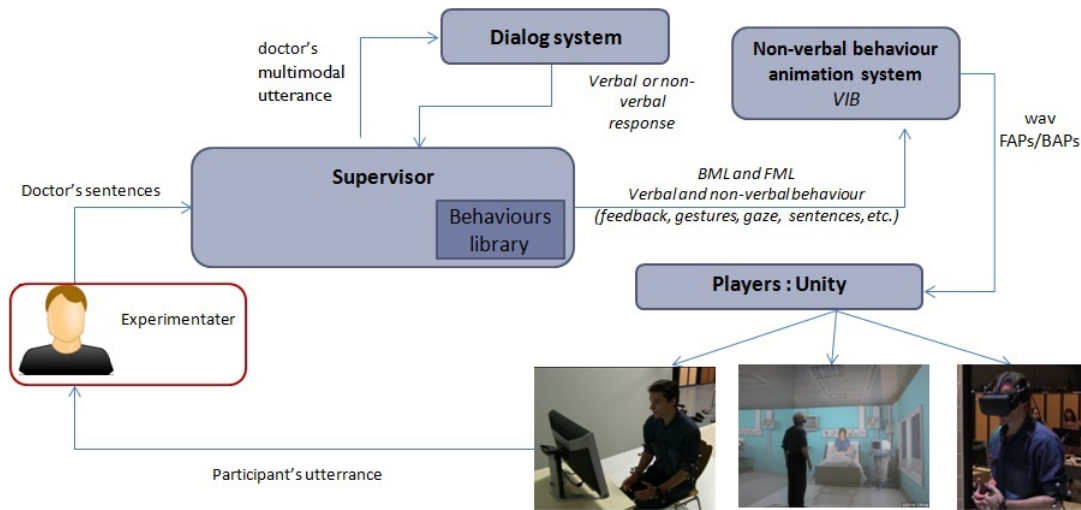 doctor's
multimodal
utterance
Dialog system
Verbal or non-
verbal
response
Non-verbal behaviour
animation system
VIB
wav
FAPs/BAPs
Doctor's sentences
Supervisor
Behaviours
library
BML and FML
Verbal and non-verbal behaviour
(feedback, gestures, gaze, sentences, etc.)
Experimentater
Players : Unity
Participant's utterrance